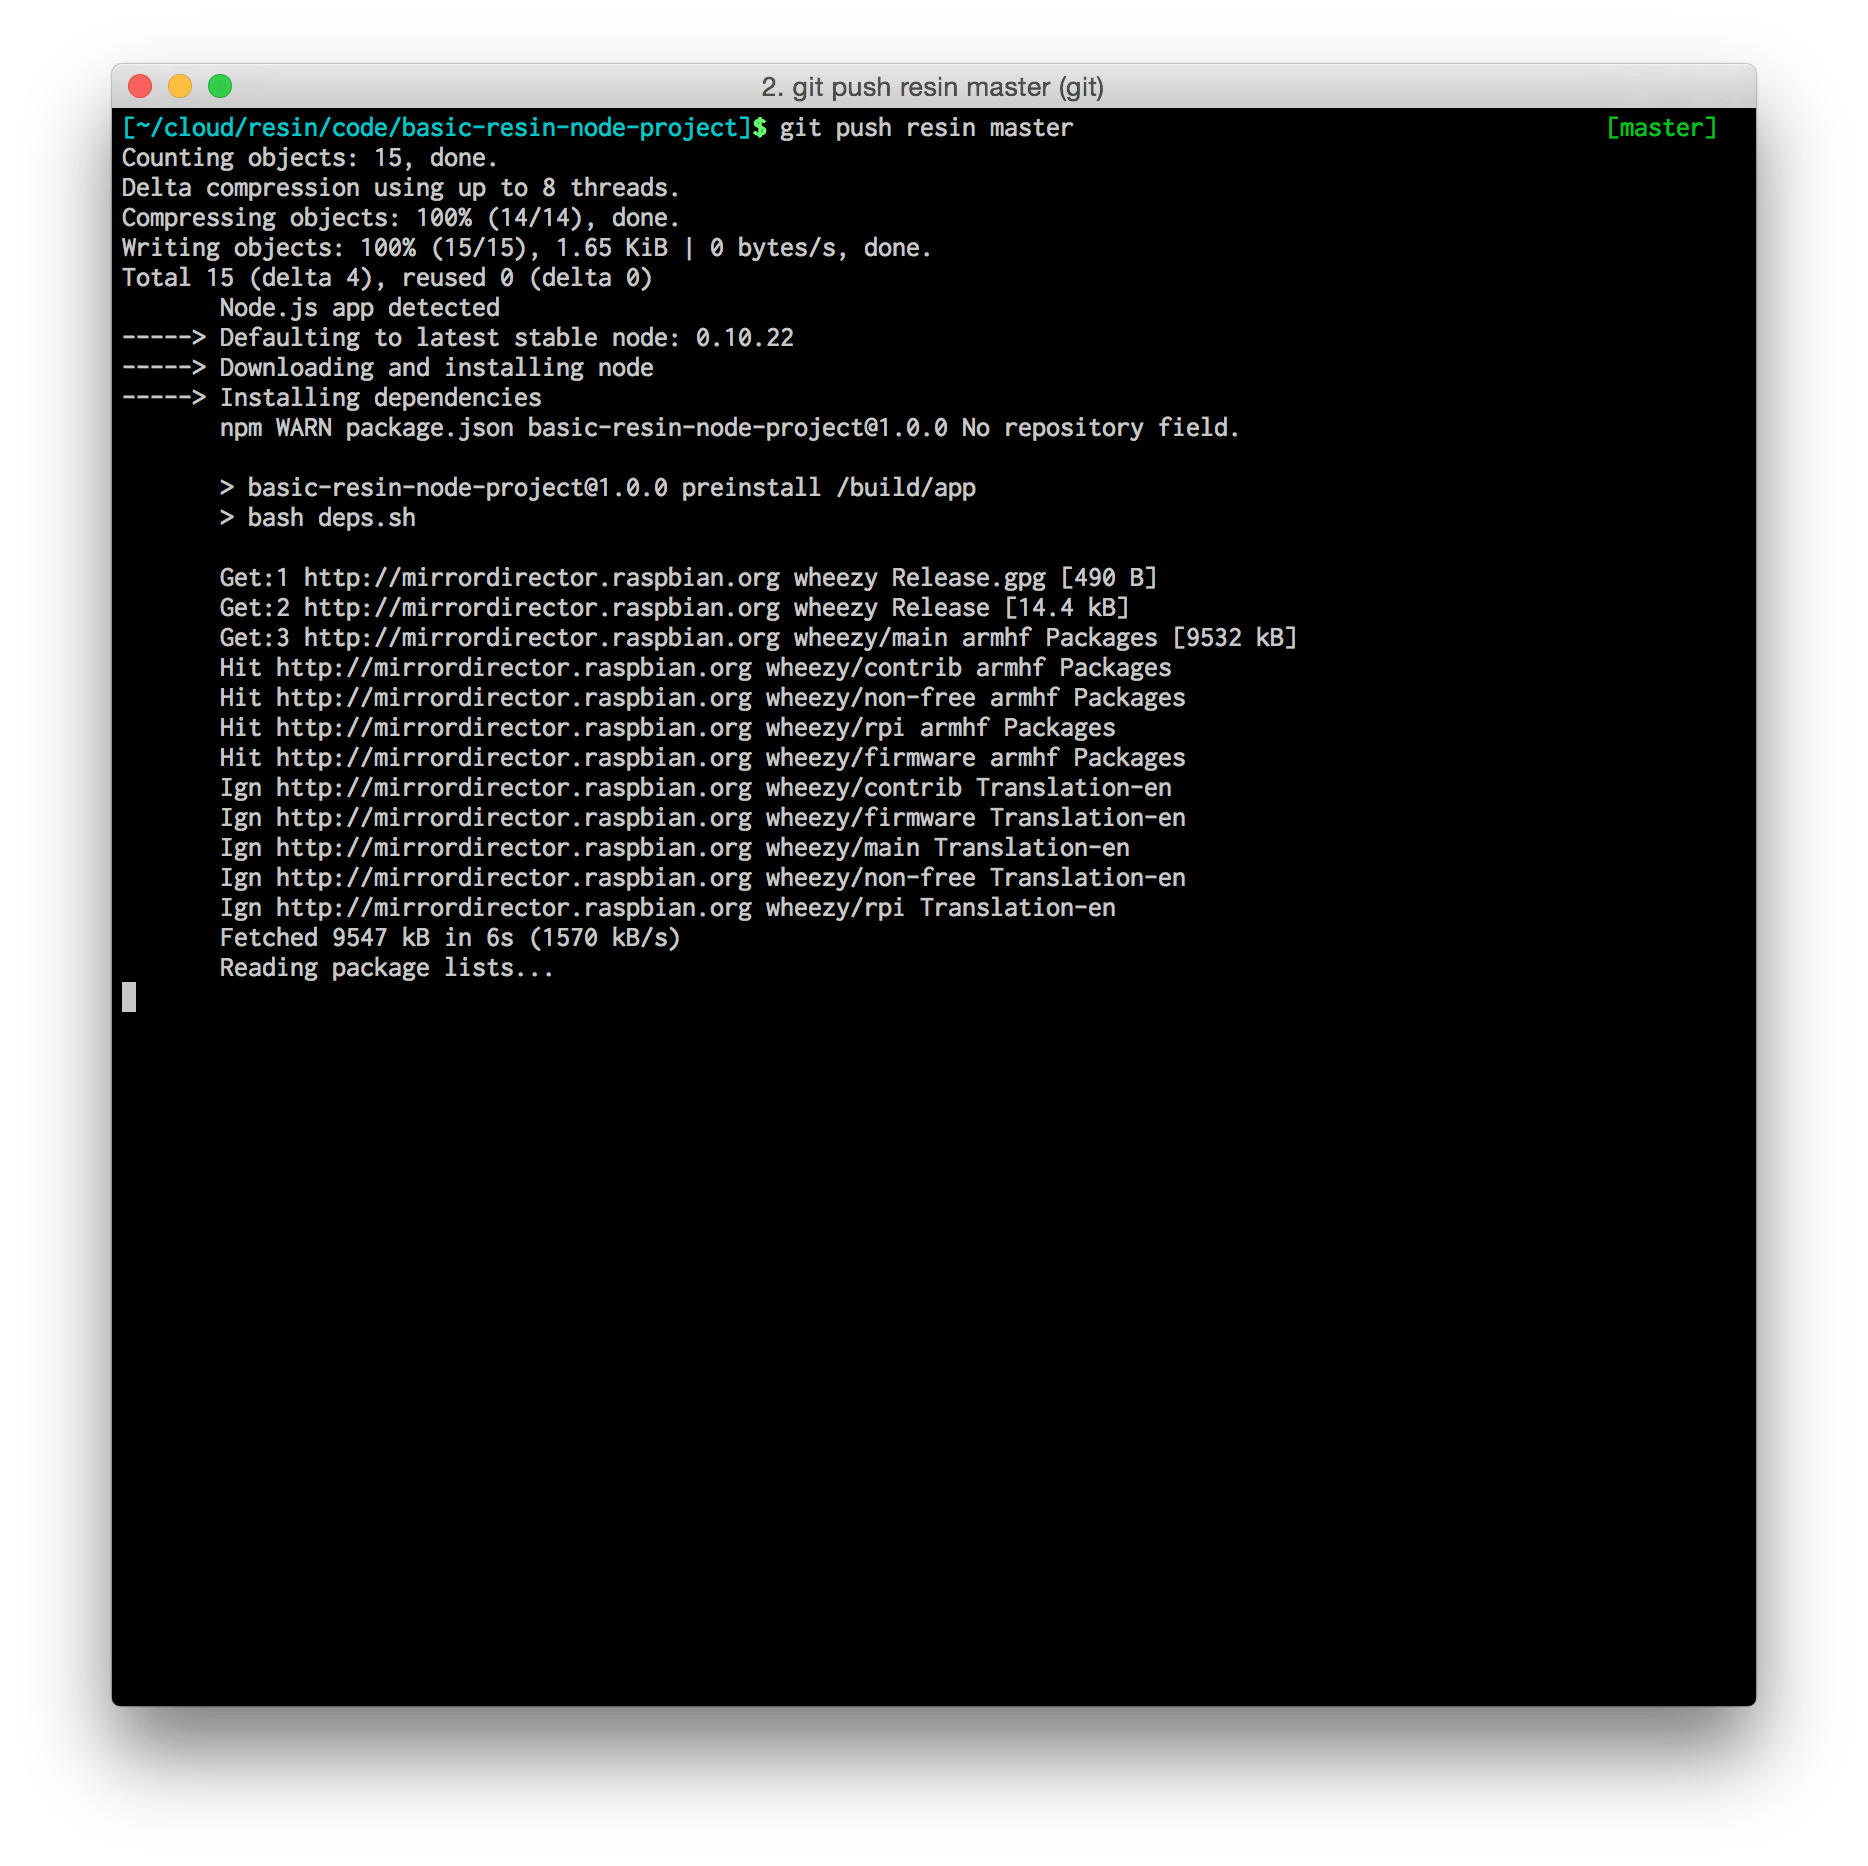 2. git push resin master (git)
[~/cloud/resin/code/basic-resin-node-project]$ git push resin master [master]
Counting objects: 15, done.
Delta compression using up to 8 threads.
Compressing objects: 100% (14/14), done.
Writing objects: 100% (15/15), 1.65 KiB | 0 bytes/s, done.
Total 15 (delta 4), reused 0 (delta 0)
Node.js app detected
-----> Defaulting to latest stable node: 0.10.22
-----> Downloading and installing node
-----> Installing dependencies
npm WARN package.json basic-resin-node-project@1.0.0 No repository field.
> basic-resin-node-project@1.0.0 preinstall /build/app
> bash deps.sh
Get:1 http://mirrordirector.raspbian.org wheezy Release.gpg [490 B]
Get:2 http://mirrordirector.raspbian.org wheezy Release [14.4 kB]
Get:3 http://mirrordirector.raspbian.org wheezy/main armhf Packages [9532 kB]
Hit http://mirrordirector.raspbian.org wheezy/contrib armhf Packages
Hit http://mirrordirector.raspbian.org wheezy/non-free armhf Packages
Hit http://mirrordirector.raspbian.org wheezy/rpi armhf Packages
Hit http://mirrordirector.raspbian.org wheezy/firmware armhf Packages
Ign http://mirrordirector.raspbian.org wheezy/contrib Translation-en
Ign http://mirrordirector.raspbian.org wheezy/firmware Translation-en
Ign http://mirrordirector.raspbian.org wheezy/main Translation-en
Ign http://mirrordirector.raspbian.org wheezy/non-free Translation-en
Ign http://mirrordirector.raspbian.org wheezy/rpi Translation-en
Fetched 9547 kB in 6s (1570 kB/s)
Reading package lists...